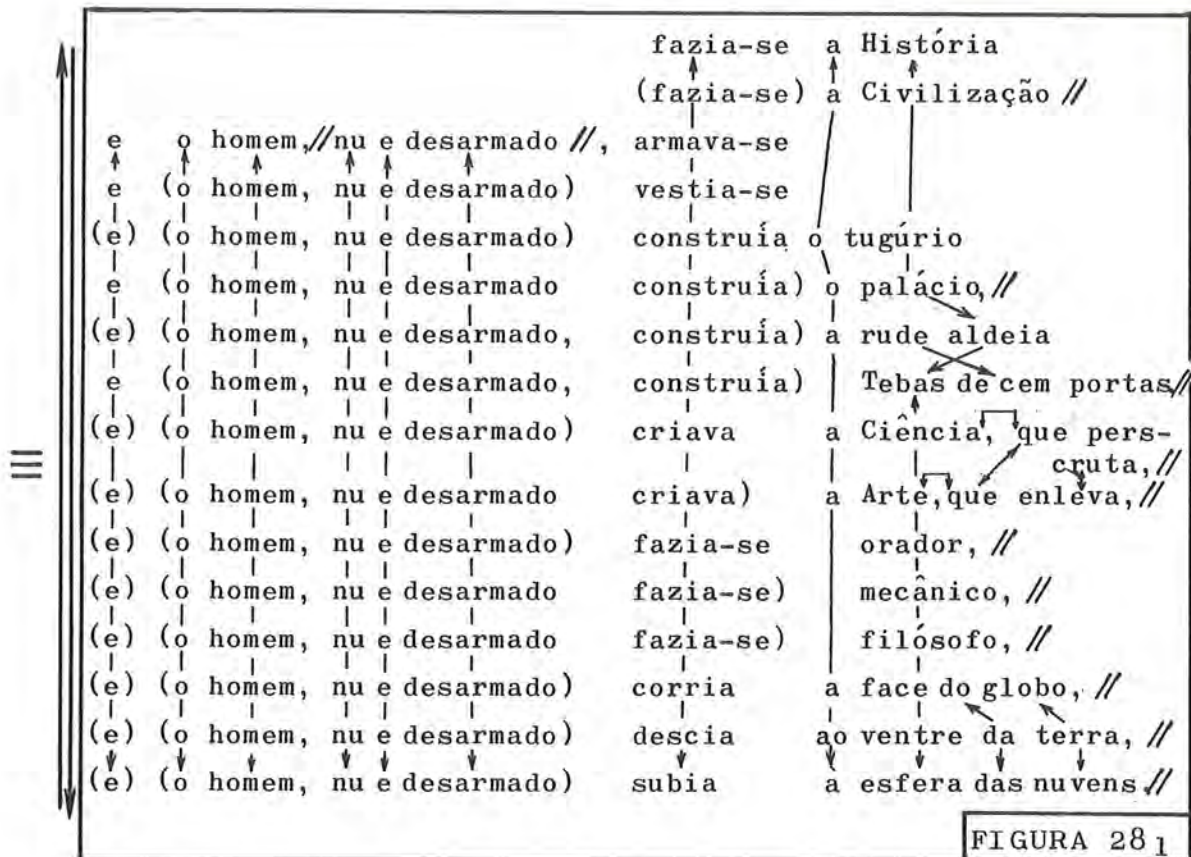 fazia-se a História
(fazia-se) a Civilização //
e o homem, // nu e desarmado //, armava-se
e (o homem, nu e desarmado) vestia-se
(e) (o homem, nu e desarmado) construía o tugúrio
e (o homem, nu e desarmado construía) o palácio, //
(e) (o homem, nu e desarmado, construía) a rude aldeia
e (o homem, nu e desarmado, construía) Tebas de cem portas //
(e) (o homem, nu e desarmado) criava a Ciência, que pers-
cruta, //
(e) (o homem, nu e desarmado criava) a Arte, que enleva, //
(e) (o homem, nu e desarmado) fazia-se orador, //
(e) (o homem, nu e desarmado fazia-se) mecânico, //
(e) (o homem, nu e desarmado fazia-se) filósofo, //
(e) (o homem, nu e desarmado) corria a face do globo, //
(e) (o homem, nu e desarmado) descia ao ventre da terra, //
(e) (o homem, nu e desarmado) subia a esfera das nuvens. //
FIGURA 28 1